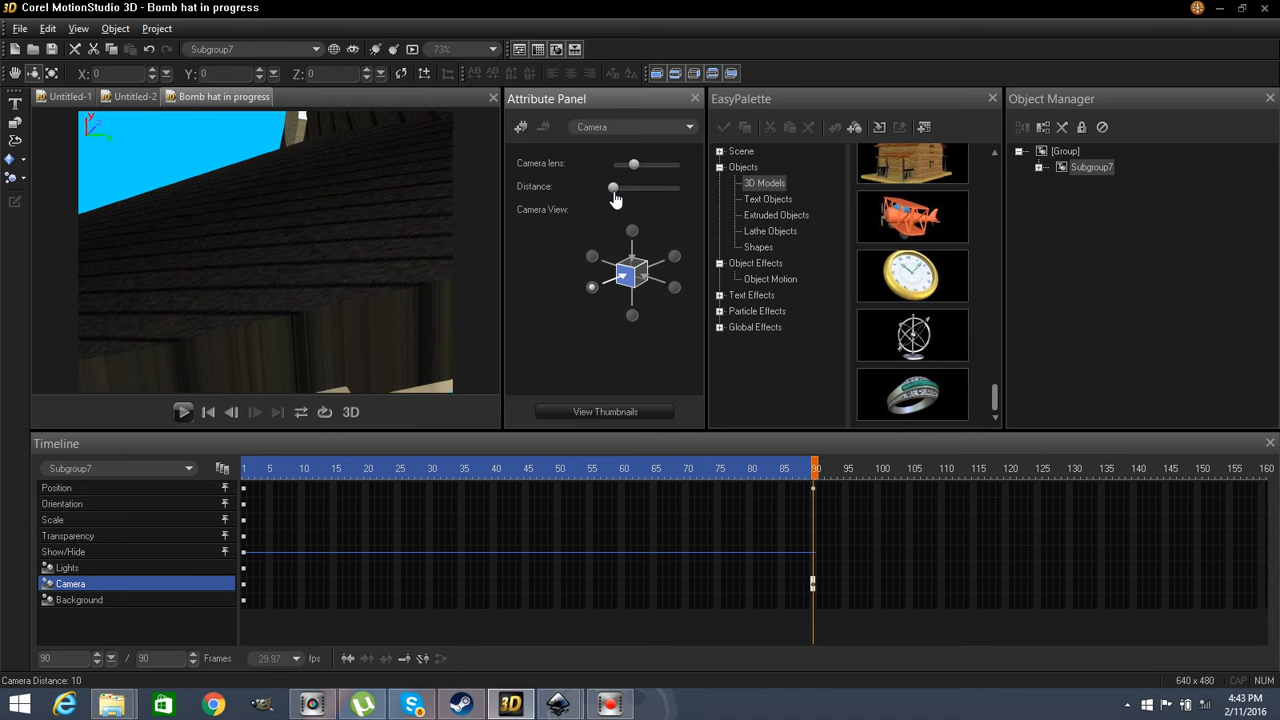 Corel MotionStudio 3D - Bomb hat in progress
File Edit View Object Project
Subgroup7 73%
X: 0 Y: 0 Z: 0
Untitled-1 Untitled-2 Bomb hat in progress
Attribute Panel
Camera
Camera lens:
Distance:
Camera View:
View Thumbnails
EasyPalette
Scene
Objects
3D Models
Text Objects
Extruded Objects
Lathe Objects
Shapes
Object Effects
Object Motion
Text Effects
Particle Effects
Global Effects
Object Manager
[Group]
Subgroup7
y
z
x
3D
Timeline
Subgroup7
1 5 10 15 20 25 30 35 40 45 50 55 60 65 70 75 80 85 90 95 100 105 110 115 120 125 130 135 140 145 150 155 160
Position
Orientation
Scale
Transparency
Show/Hide
Lights
Camera
Background
90 / 90 Frames 29.97 fps
Camera Distance: 10 640 x 480 CAP NUM
3D
4:43 PM
2/11/2016